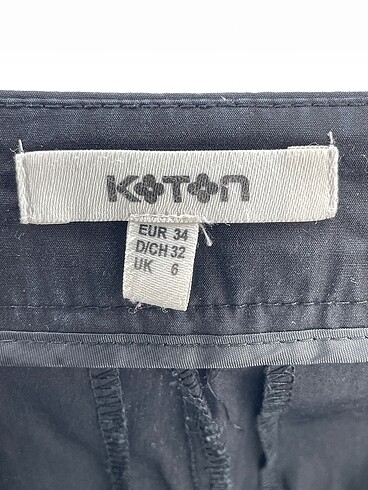 KOTON
EUR 34
D/CH 32
UK 6